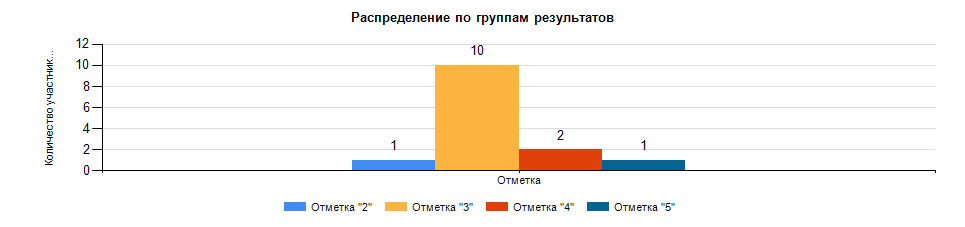 Распределение по группам результатов
Количество участник...
12
10
8
6
4
2
0
1
10
2
1
Отметка
Отметка "2" Отметка "3" Отметка "4" Отметка "5"